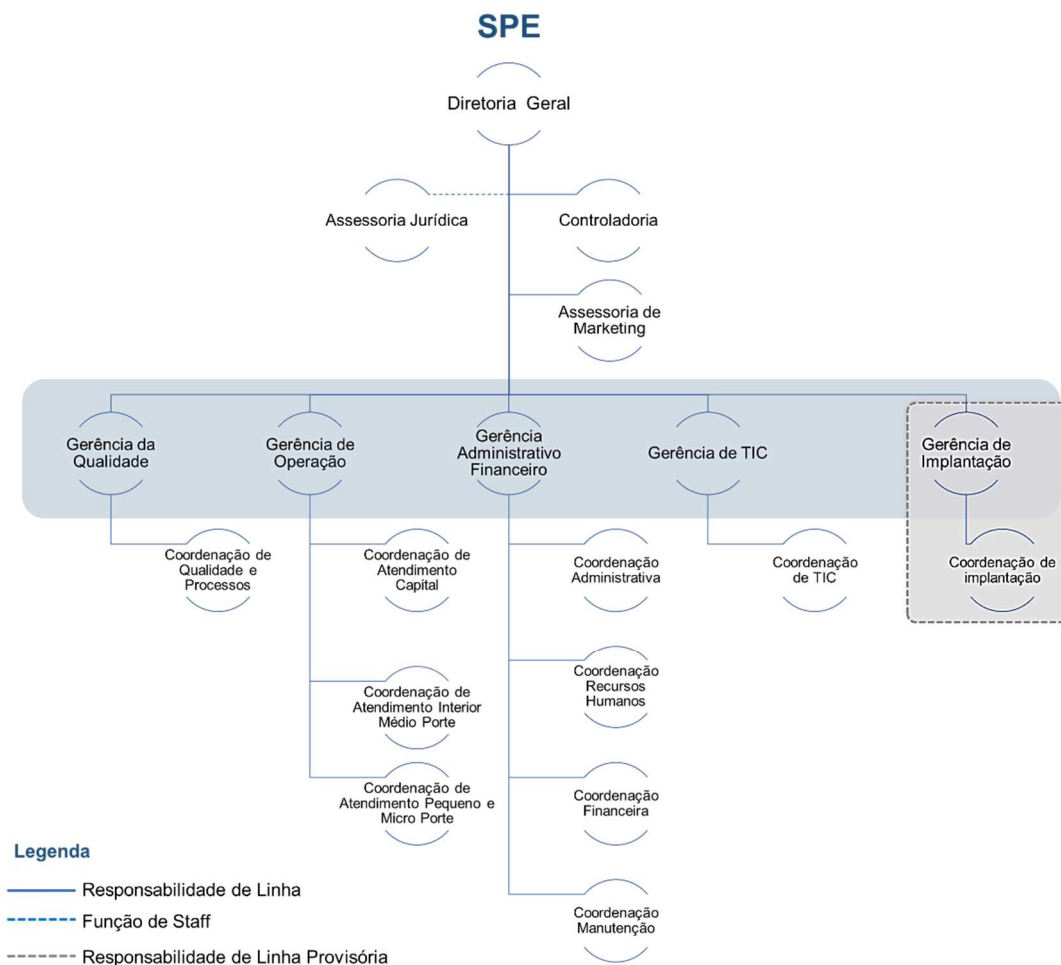 SPE
Diretoria Geral
Assessoria Jurídica
Controladoria
Assessoria de
Marketing
Gerência da
Qualidade
Gerência de
Operação
Gerência
Administrativo
Financeiro
Gerência de TIC
Gerência de
Implantação
Coordenação de
Qualidade e
Processos
Coordenação de
Atendimento
Capital
Coordenação
Administrativa
Coordenação
de TIC
Coordenação de
implantação
Coordenação de
Atendimento Interior
Médio Porte
Coordenação
Recursos
Humanos
Coordenação de
Atendimento Pequeno e
Micro Porte
Coordenação
Financeira
Coordenação
Manutenção
Legenda
Responsabilidade de Linha
Função de Staff
Responsabilidade de Linha Provisória